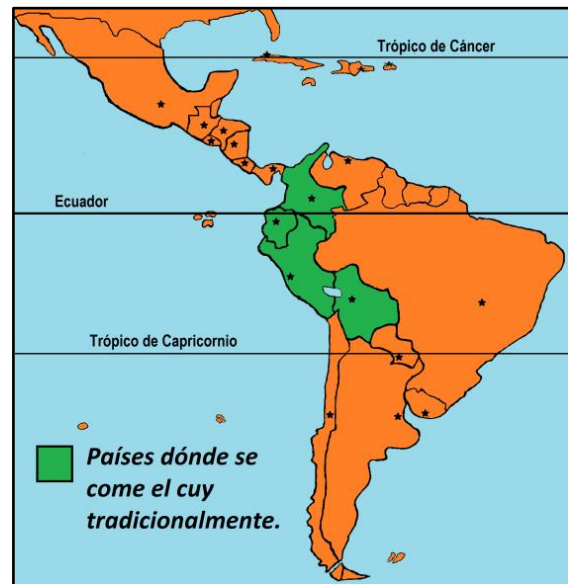 Trópico de Cáncer
Ecuador
Trópico de Capricornio
Países dónde se
come el cuy
tradicionalmente.